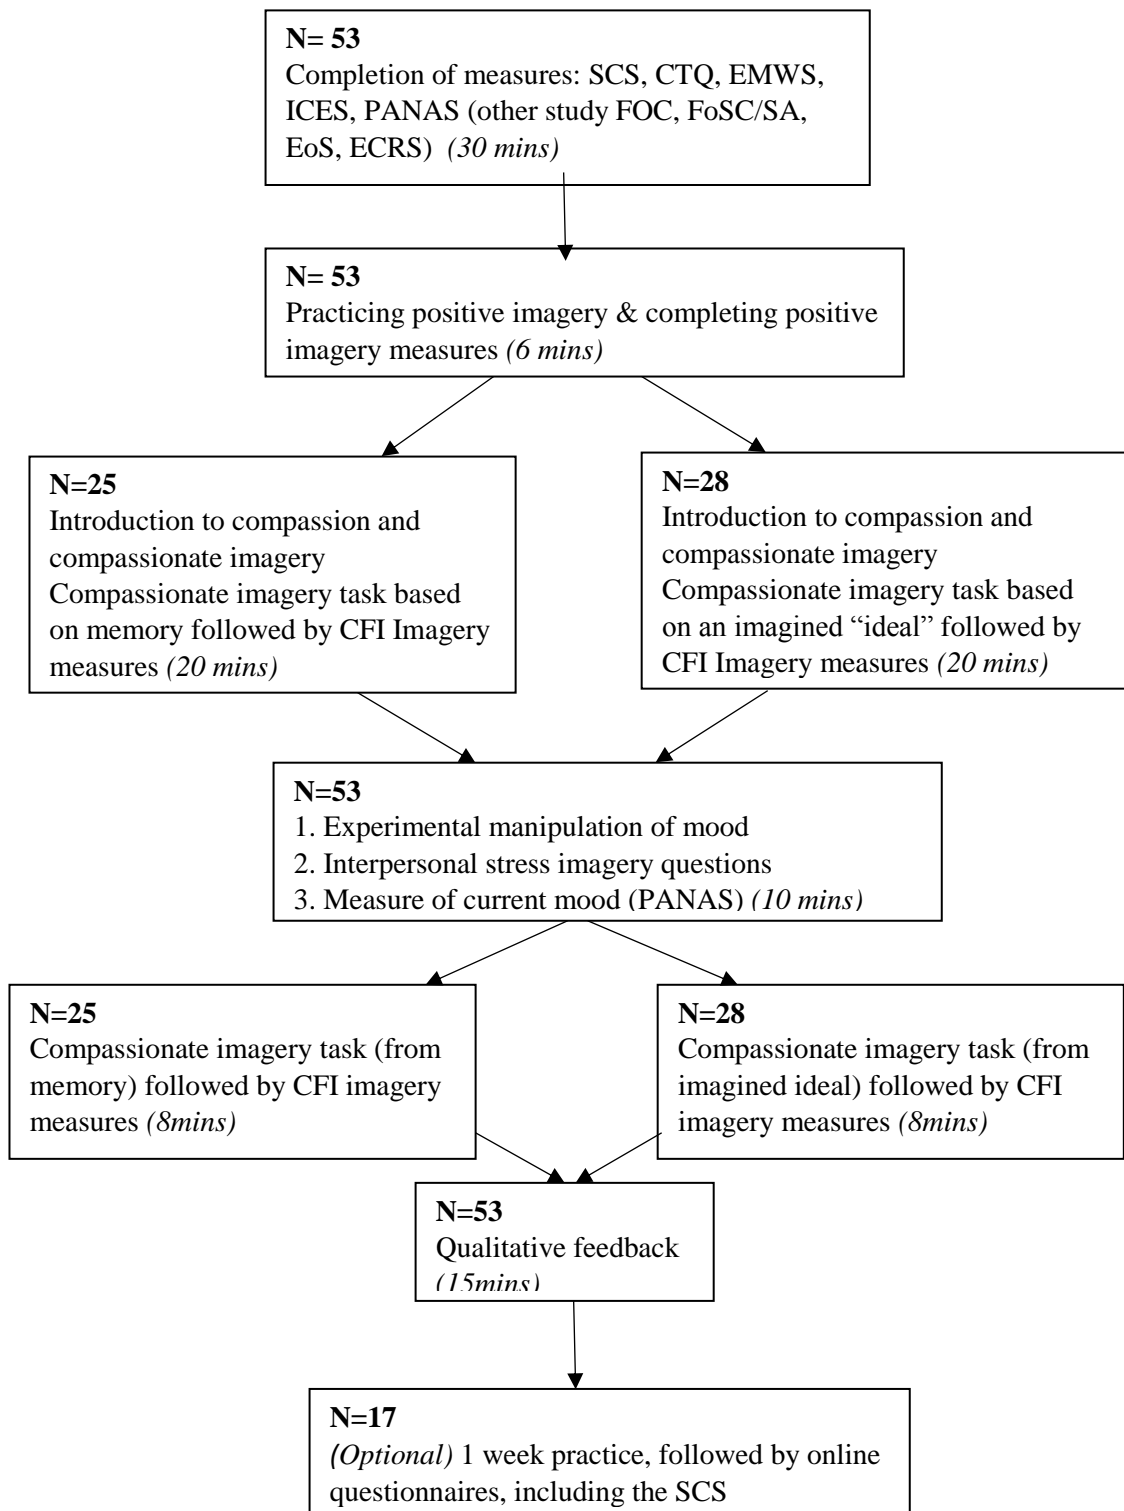 N= 53
Completion of measures: SCS, CTQ, EMWS,
ICES, PANAS (other study FOC, FoSC/SA,
EoS, ECRS) (30 mins)
N= 53
Practicing positive imagery & completing positive
imagery measures (6 mins)
N=25
Introduction to compassion and
compassionate imagery
Compassionate imagery task based
on memory followed by CFI Imagery
measures (20 mins)
N=28
Introduction to compassion and
compassionate imagery
Compassionate imagery task based
on an imagined “ideal” followed by
CFI Imagery measures (20 mins)
N=53
1. Experimental manipulation of mood
2. Interpersonal stress imagery questions
3. Measure of current mood (PANAS) (10 mins)
N=25
Compassionate imagery task (from
memory) followed by CFI imagery
measures (8mins)
N=28
Compassionate imagery task (from
imagined ideal) followed by CFI
imagery measures (8mins)
N=53
Qualitative feedback
(15mins)
N=17
(Optional) 1 week practice, followed by online
questionnaires, including the SCS